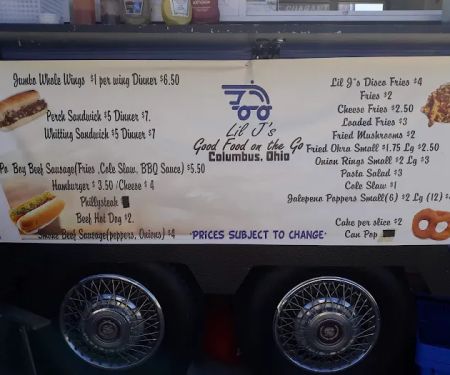 KETCHUP
Jumbo Whole Wings $1 per wing Dinner $6.50
Perch Sandwich $5 Dinner $7.
Whitting Sandwich $5 Dinner $7
Po Boy Beef Sausage(Fries ,Cole Slaw, BBQ Sauce) $5.50
Hamburger $ 3.50 /Cheese $ 4
Phillysteak
Beef Hot Dog $2.
Smoke Beef Sausage(peppers, Onions) $4
Lil J's
Good Food on the Go
Columbus, Ohio
*PRICES SUBJECT TO CHANGE*
Lil J's Disco Fries $4
Fries $2
Cheese Fries $2.50
Loaded Fries $3
Fried Mushrooms $2
Fried Okra Small $1.75 Lg $2.50
Onion Rings Small $2 Lg $3
Pasta Salad $3
Cole Slaw $1
Jalepeno Poppers Small(6) $2 Lg (12) $
Cake per slice $2
Can Pop